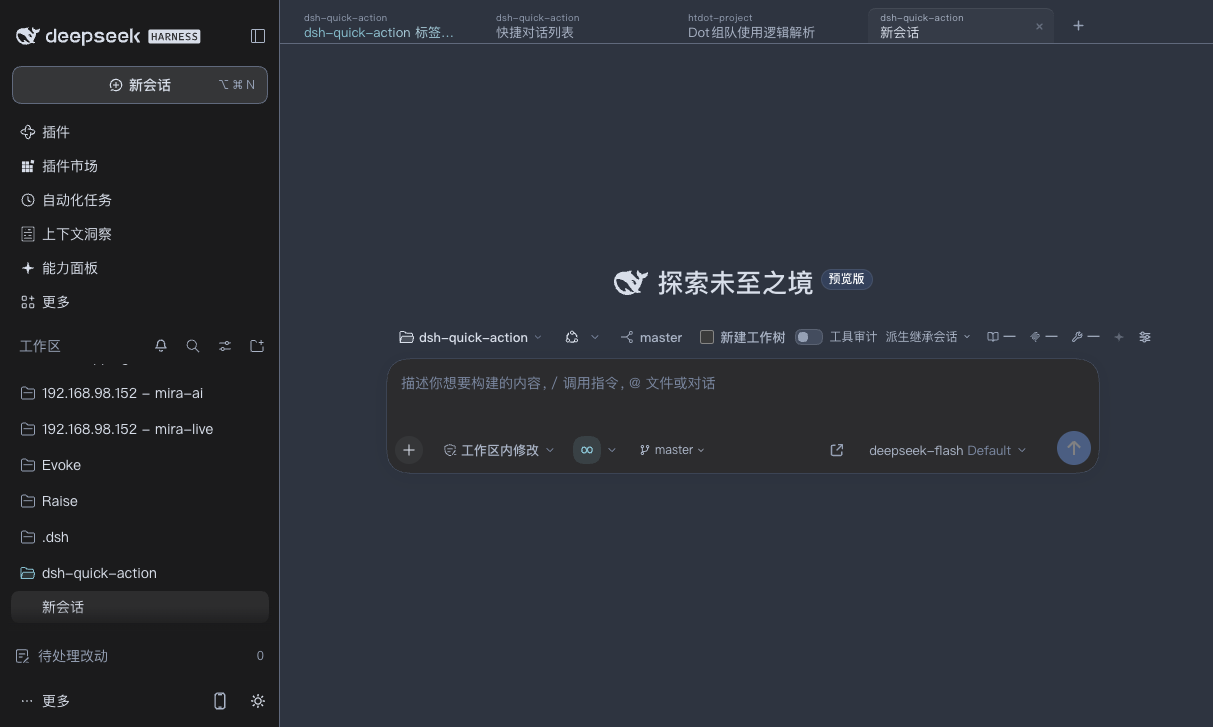 deepseek HARNESS
新会话 ⌥ ⌘ N
插件
插件市场
自动化任务
上下文洞察
能力面板
更多
工作区
192.168.98.152 – mira-ai
192.168.98.152 – mira-live
Evoke
Raise
.dsh
dsh-quick-action
新会话
待处理改动 0
··· 更多
dsh-quick-action
dsh-quick-action 标签...
dsh-quick-action
快捷对话列表
htdot-project
Dot组队使用逻辑解析
dsh-quick-action
新会话 ×
+
探索未至之境 预览版
dsh-quick-action master 新建工作树 工具审计 派生继承会话
描述你想要构建的内容, / 调用指令, @ 文件或对话
工作区内修改 ∞ master deepseek-flash Default